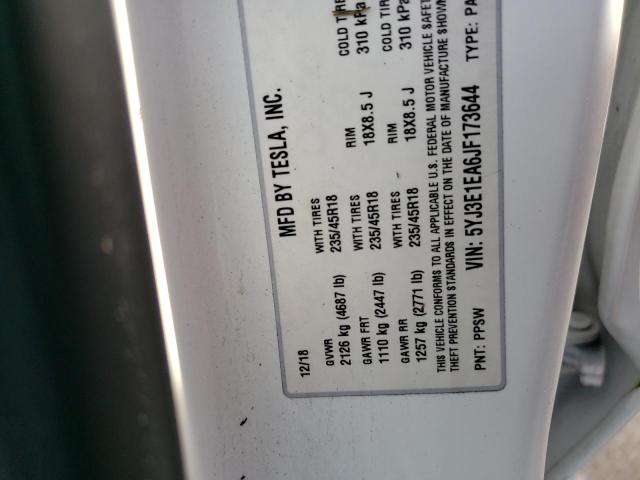 MFD BY TESLA, INC.
12/18
GVWR WITH TIRES RIM COLD TIRE
2126 kg (4687 lb) 235/45R18 18X8.5 J 310 kPa
GAWR FRT WITH TIRES RIM COLD TIR
1110 kg (2447 lb) 235/45R18 18X8.5 J 310 kPa
GAWR RR WITH TIRES RIM
1257 kg (2771 lb) 235/45R18 18X8.5 J
THIS VEHICLE CONFORMS TO ALL APPLICABLE U.S. FEDERAL MOTOR VEHICLE SAFET
THEFT PREVENTION STANDARDS IN EFFECT ON THE DATE OF MANUFACTURE SHOWN
PNT: PPSW VIN: 5YJ3E1EA6JF173644 TYPE: PA